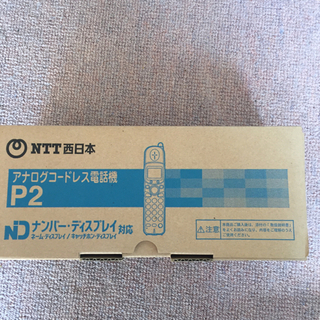 NTT西日本
アナログコードレス電話機
P2
ND ナンバー・ディスプレイ対応
ネーム・ディスプレイ/キャッチホン・ディスプレイ
⚠注意